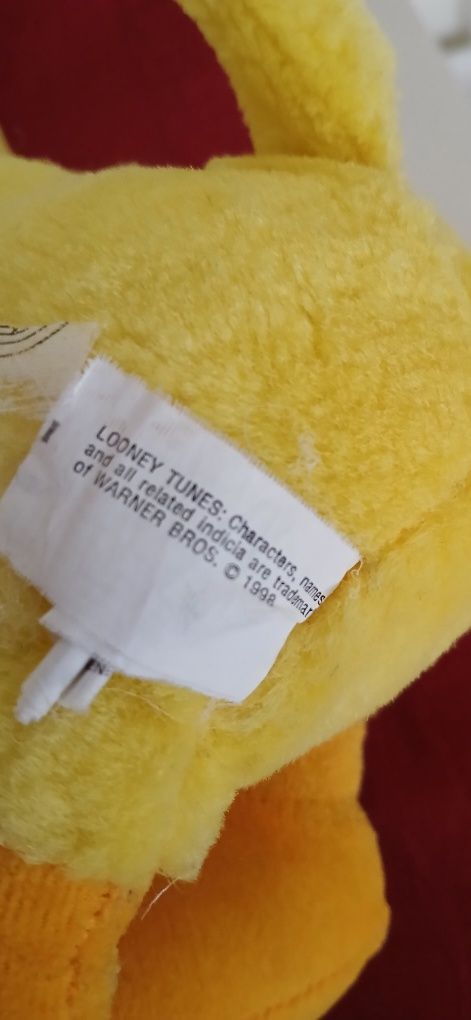 LOONEY TUNES: Characters, names
and all related indicia are trademar
of WARNER BROS. © 1998